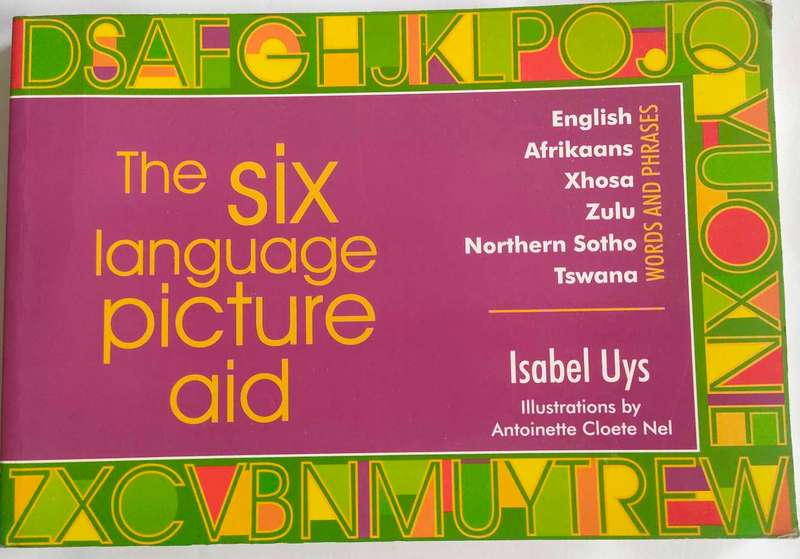 DSAFGHJKLPOJQ
YUOXNE
The six
language
picture
aid
English
Afrikaans
Xhosa
Zulu
Northern Sotho
Tswana
WORDS AND PHRASES
Isabel Uys
Illustrations by
Antoinette Cloete Nel
ZXCVBNMUYTREW